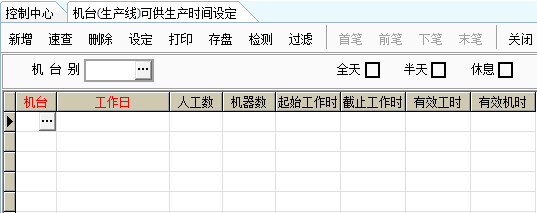 控制中心 机台(生产线)可供生产时间设定
新增 速查 删除 设定 打印 存盘 检测 过滤 首笔 前笔 下笔 末笔 关闭
机 台 别 ... 全天 半天 休息
机台 工作日 人工数 机器数 起始工作时 截止工作时 有效工时 有效机时
...